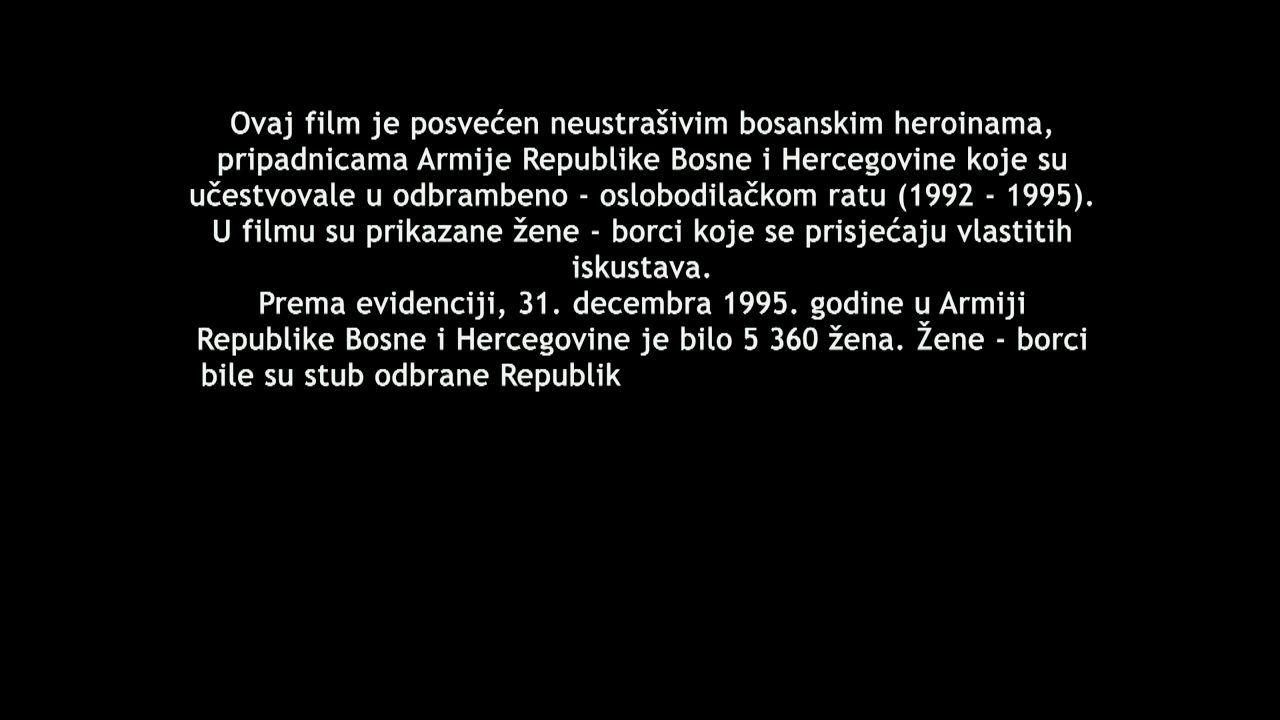 Ovaj film je posvećen neustrašivim bosanskim heroinama,
pripadnicama Armije Republike Bosne i Hercegovine koje su
učestvovale u odbrambeno - oslobodilačkom ratu (1992 - 1995).
U filmu su prikazane žene - borci koje se prisjećaju vlastitih
iskustava.
Prema evidenciji, 31. decembra 1995. godine u Armiji
Republike Bosne i Hercegovine je bilo 5 360 žena. Žene - borci
bile su stub odbrane Republik